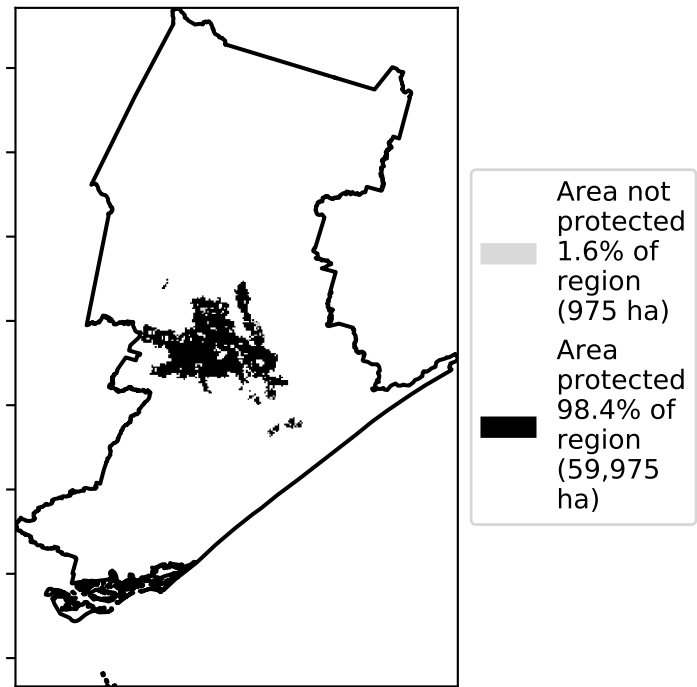 Area not
protected
1.6% of
region
(975 ha)
Area
protected
98.4% of
region
(59,975
ha)